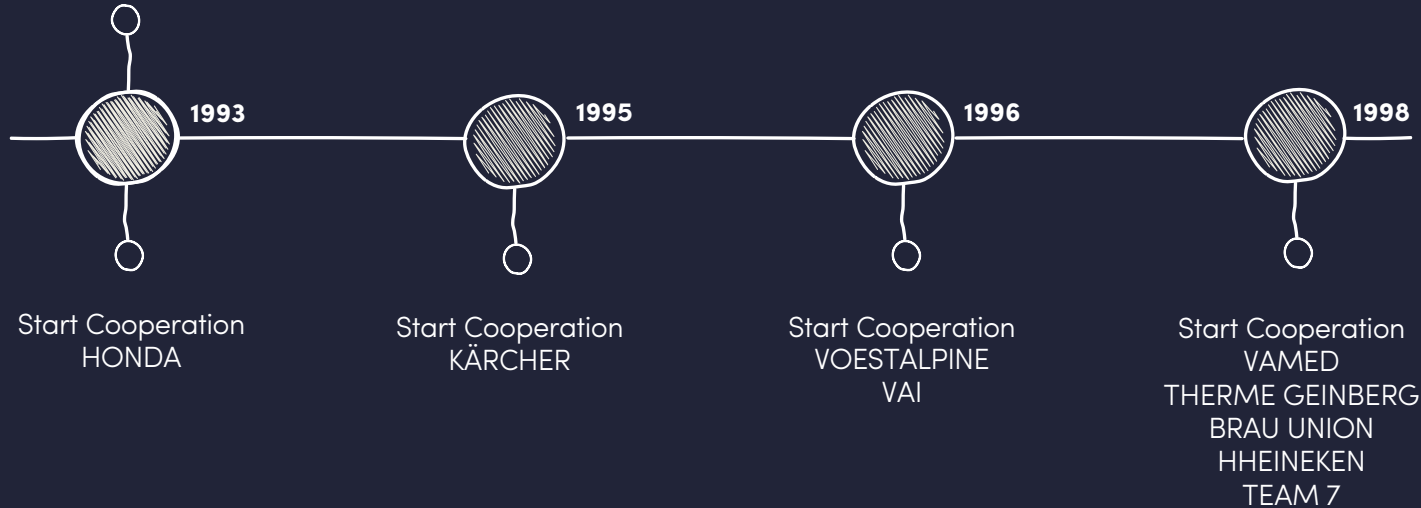 1993
Start Cooperation
HONDA
1995
Start Cooperation
KÄRCHER
1996
Start Cooperation
VOESTALPINE
VAI
1998
Start Cooperation
VAMED
THERME GEINBERG
BRAU UNION
HHEINEKEN
TEAM 7